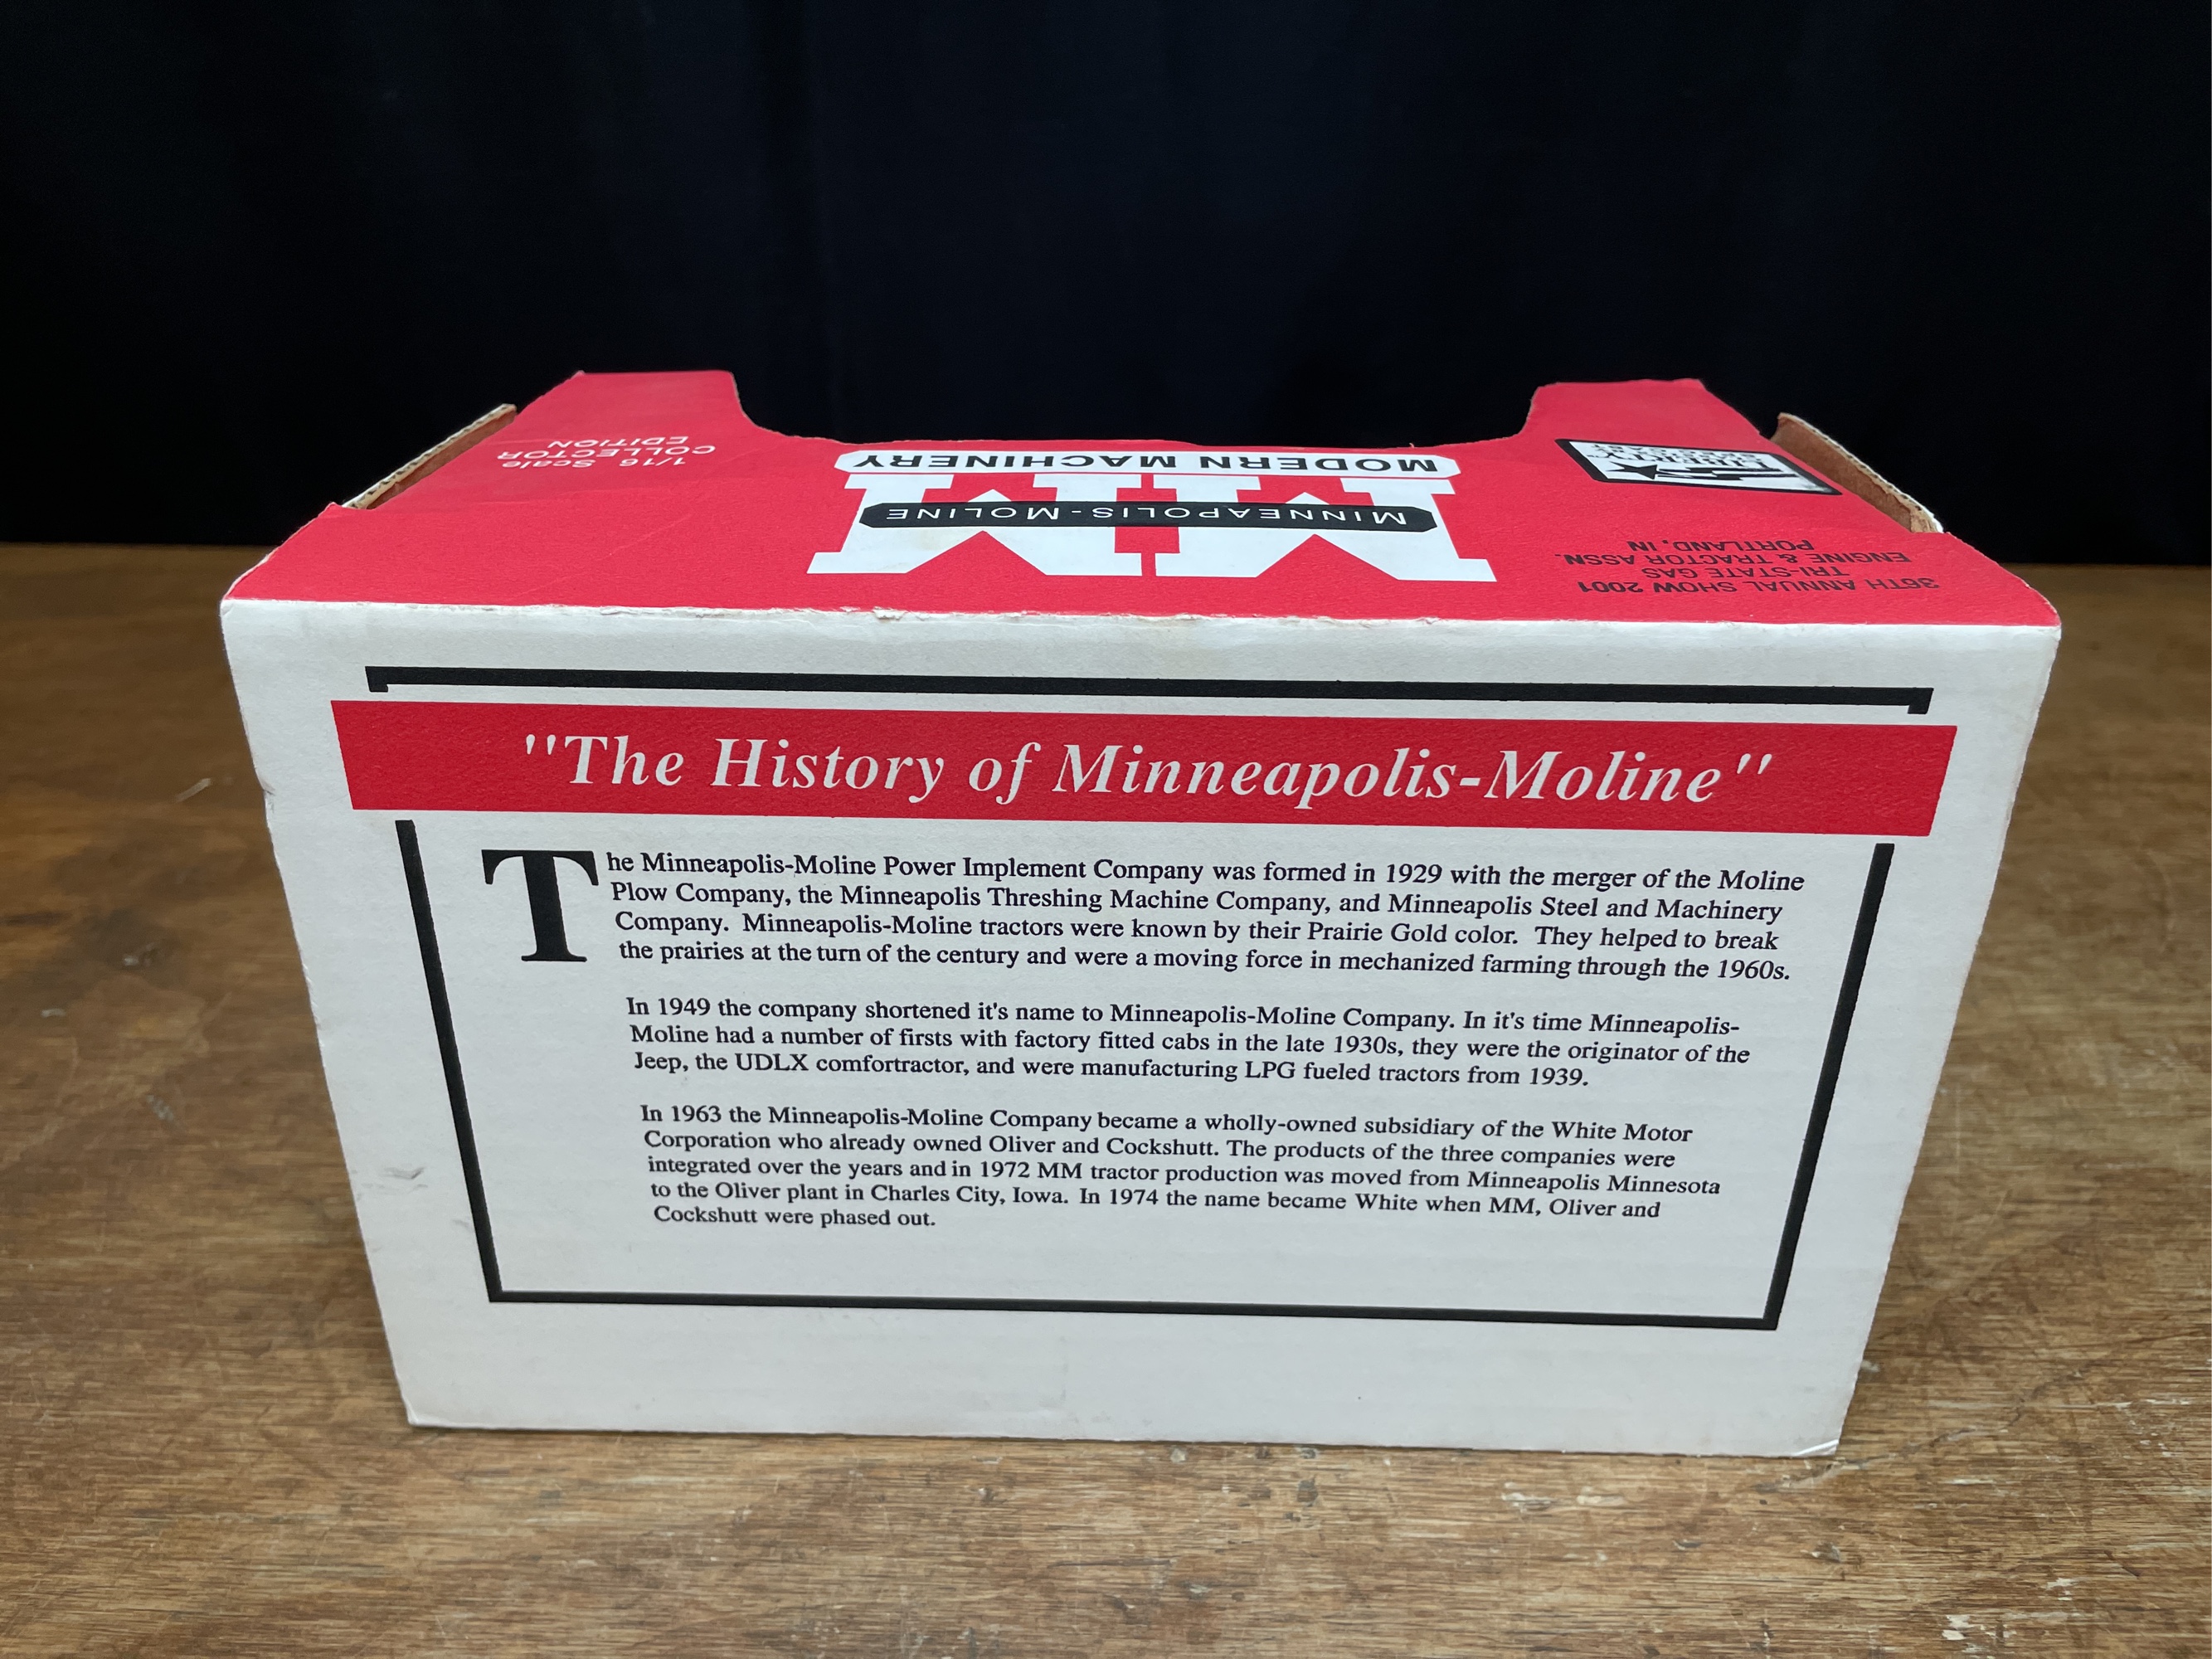 1/16 Scale
COLLECTOR
EDITION
MINNEAPOLIS-MOLINE
MODERN MACHINERY
36TH ANNUAL SHOW 2001
TRI-STATE GAS
ENGINE & TRACTOR ASSN.
PORTLAND, IN
LIBERTY
"The History of Minneapolis-Moline"
The Minneapolis-Moline Power Implement Company was formed in 1929 with the merger of the Moline
Plow Company, the Minneapolis Threshing Machine Company, and Minneapolis Steel and Machinery
Company. Minneapolis-Moline tractors were known by their Prairie Gold color. They helped to break
the prairies at the turn of the century and were a moving force in mechanized farming through the 1960s.
In 1949 the company shortened it's name to Minneapolis-Moline Company. In it's time Minneapolis-
Moline had a number of firsts with factory fitted cabs in the late 1930s, they were the originator of the
Jeep, the UDLX comfortractor, and were manufacturing LPG fueled tractors from 1939.
In 1963 the Minneapolis-Moline Company became a wholly-owned subsidiary of the White Motor
Corporation who already owned Oliver and Cockshutt. The products of the three companies were
integrated over the years and in 1972 MM tractor production was moved from Minneapolis Minnesota
to the Oliver plant in Charles City, Iowa. In 1974 the name became White when MM, Oliver and
Cockshutt were phased out.